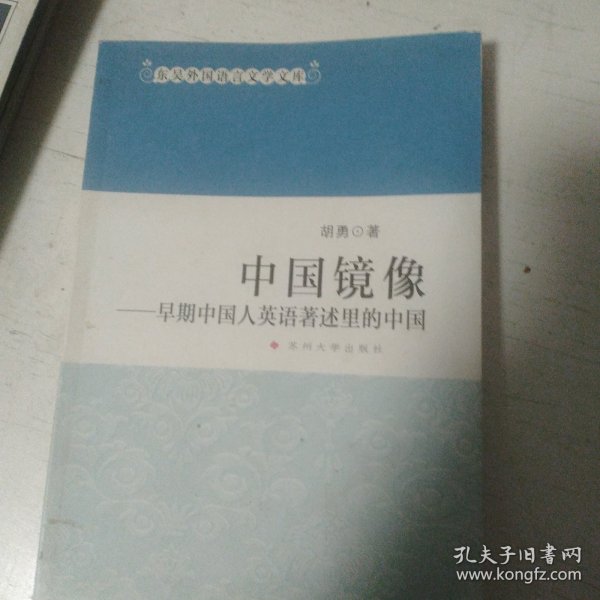 东吴外国语言文学文库
胡勇⊙著
中国镜像
——早期中国人英语著述里的中国
苏州大学出版社
孔夫子旧书网
www.kongfz.com